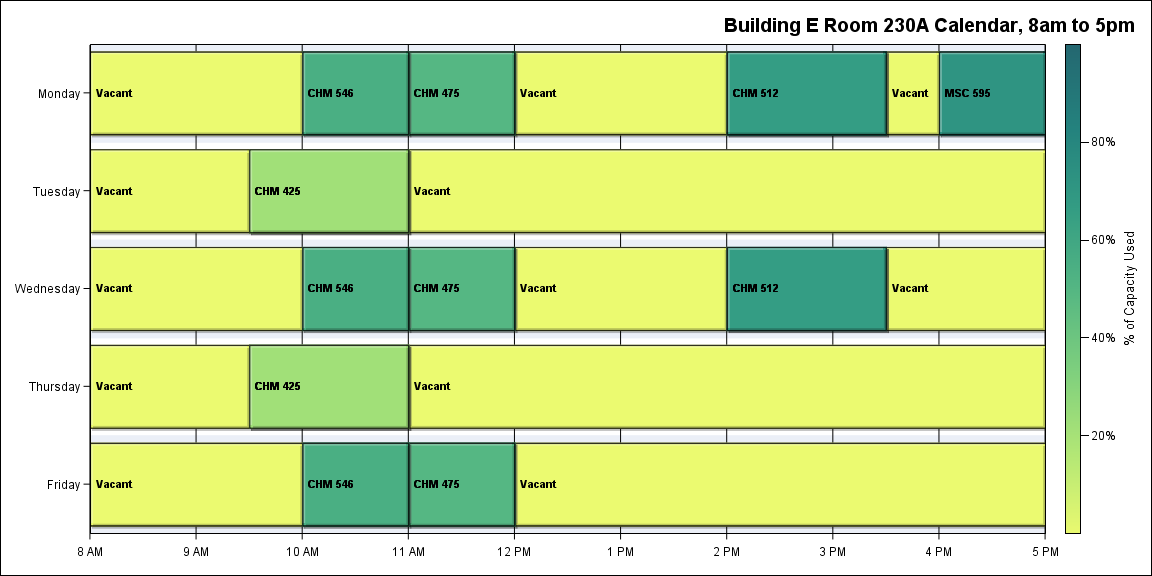 Building E Room 230A Calendar, 8am to 5pm
Monday
Vacant
CHM 546
CHM 475
Vacant
CHM 512
Vacant
MSC 595
Tuesday
Vacant
CHM 425
Vacant
Wednesday
Vacant
CHM 546
CHM 475
Vacant
CHM 512
Vacant
Thursday
Vacant
CHM 425
Vacant
Friday
Vacant
CHM 546
CHM 475
Vacant
8 AM
9 AM
10 AM
11 AM
12 PM
1 PM
2 PM
3 PM
4 PM
5 PM
80%
60%
40%
20%
% of Capacity Used